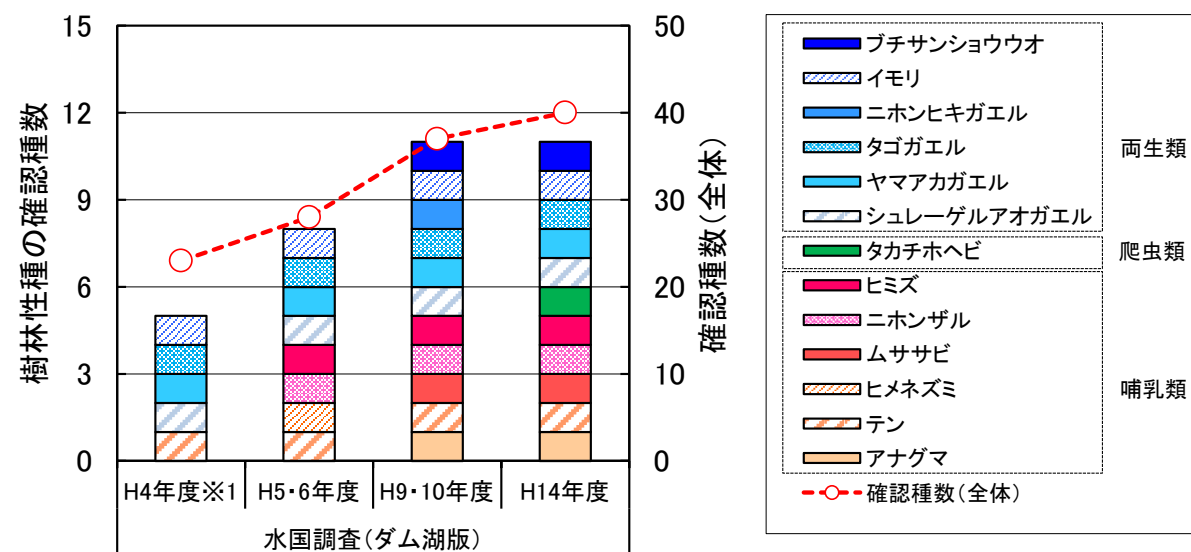 樹林性種の確認種数
15
12
9
6
3
0
50
40
30
20
10
0
確認種数(全体)
H4年度※1
H5・6年度
H9・10年度
H14年度
水国調査(ダム湖版)
ブチサンショウウオ
イモリ
ニホンヒキガエル
タゴガエル
ヤマアカガエル
シュレーゲルアオガエル
両生類
タカチホヘビ
爬虫類
ヒミズ
ニホンザル
ムササビ
ヒメネズミ
テン
アナグマ
哺乳類
確認種数(全体)